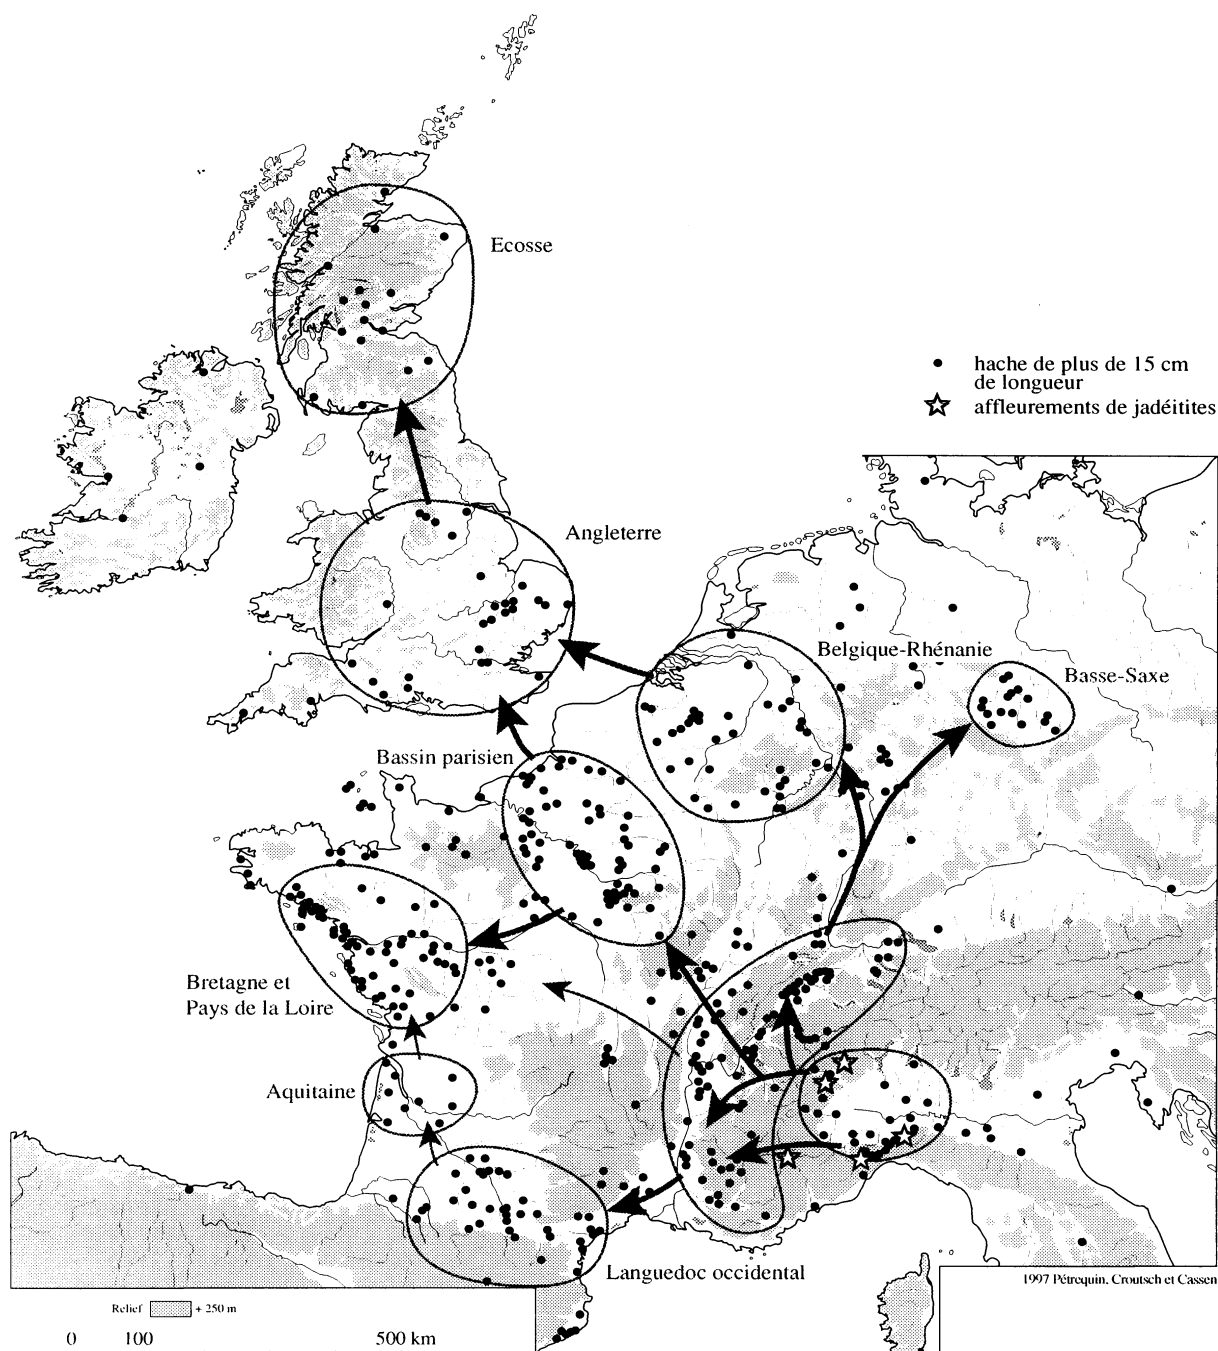 Ecosse
hache de plus de 15 cm
de longueur
affleurements de jadéitites
Angleterre
Belgique-Rhénanie
Basse-Saxe
Bassin parisien
Bretagne et
Pays de la Loire
Aquitaine
Languedoc occidental
1997 Pétrequin, Croutsch et Cassen
Relief + 250 m
0 100 500 km